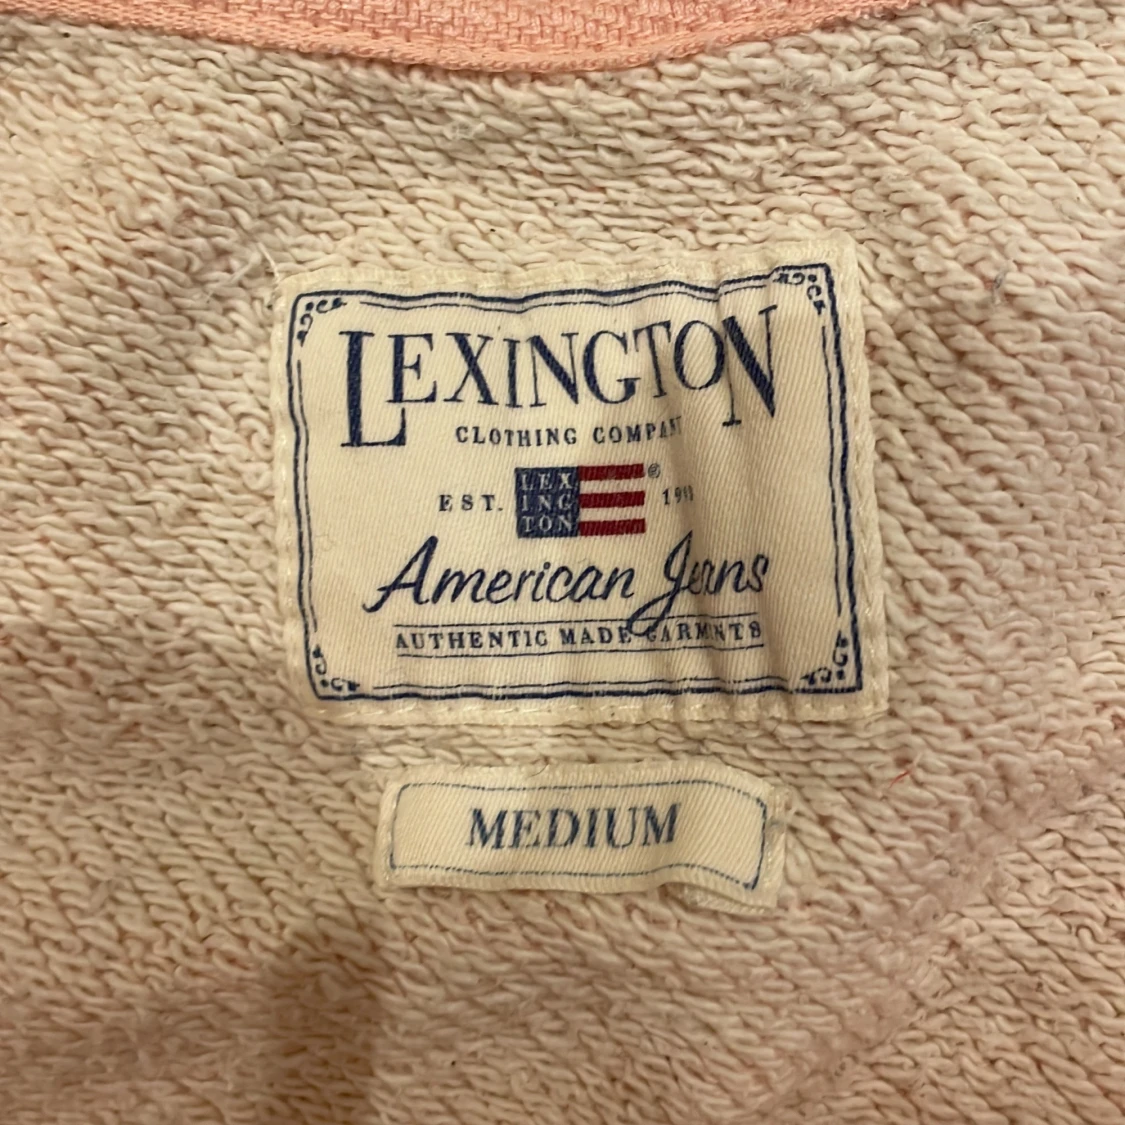 LEXINGTON
CLOTHING COMPANY
EST.
LEX
ING
TON
®
American Jeans
AUTHENTIC MADE GARMENTS
MEDIUM